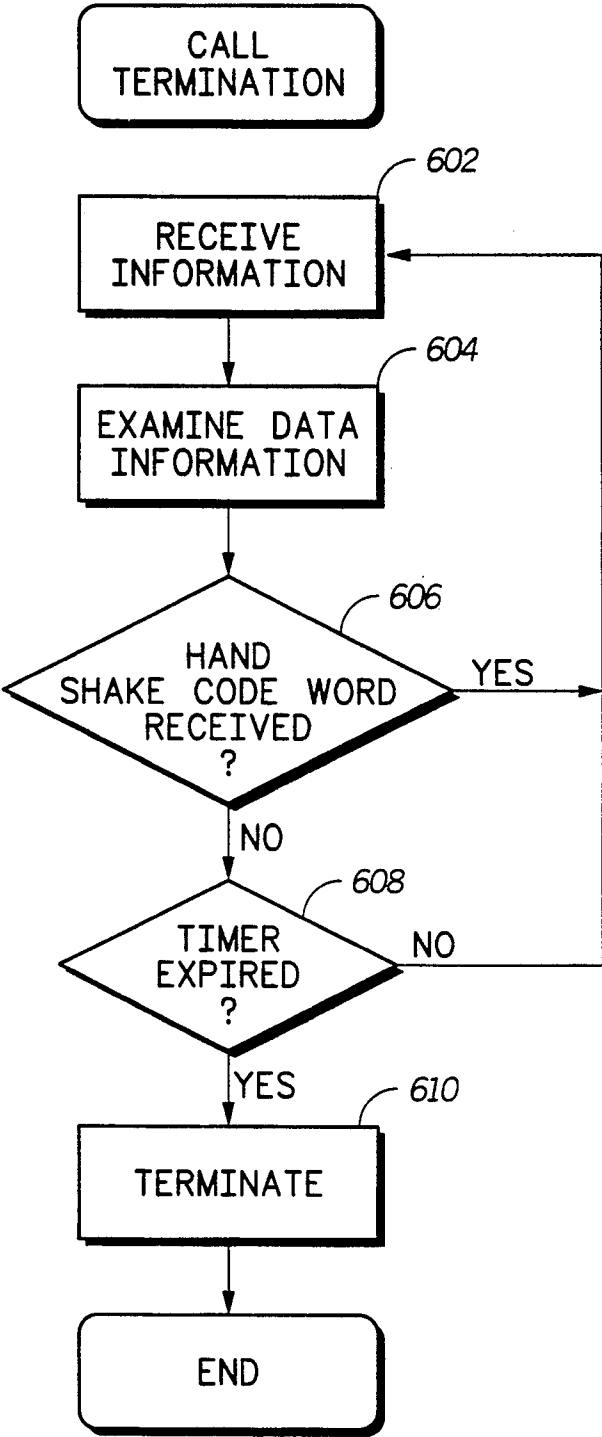 CALL
TERMINATION
602
RECEIVE
INFORMATION
604
EXAMINE DATA
INFORMATION
606
HAND
SHAKE CODE WORD
RECEIVED
?
YES
NO
608
TIMER
EXPIRED
?
NO
YES
610
TERMINATE
END